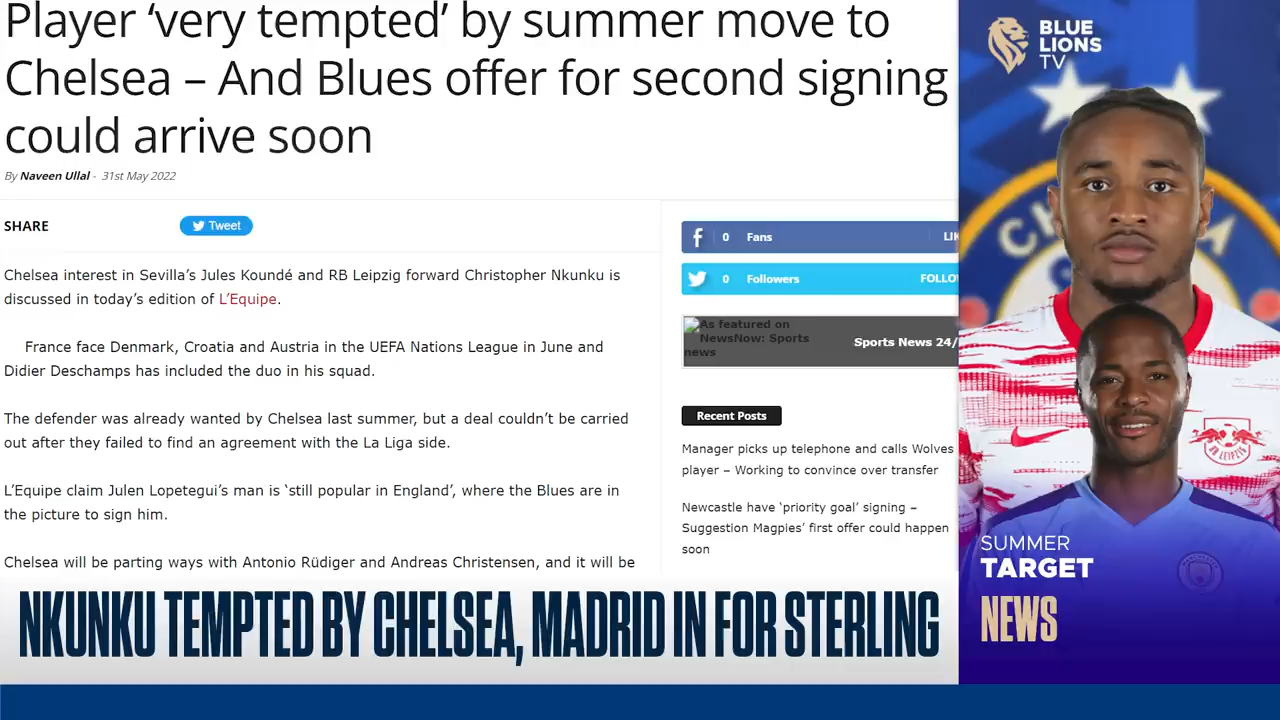 Player ‘very tempted’ by summer move to
Chelsea – And Blues offer for second signing
could arrive soon
By Naveen Ullal - 31st May 2022
SHARE
Tweet
Chelsea interest in Sevilla’s Jules Koundé and RB Leipzig forward Christopher Nkunku is
discussed in today’s edition of L’Equipe.
France face Denmark, Croatia and Austria in the UEFA Nations League in June and
Didier Deschamps has included the duo in his squad.
The defender was already wanted by Chelsea last summer, but a deal couldn’t be carried
out after they failed to find an agreement with the La Liga side.
L’Equipe claim Julen Lopetegui’s man is ‘still popular in England’, where the Blues are in
the picture to sign him.
Chelsea will be parting ways with Antonio Rüdiger and Andreas Christensen, and it will be
0 Fans LIK
0 Followers FOLLO
As featured on
NewsNow: Sports
news
Sports News 24/
Recent Posts
Manager picks up telephone and calls Wolves
player – Working to convince over transfer
Newcastle have ‘priority goal’ signing –
Suggestion Magpies’ first offer could happen
soon
NKUNKU TEMPTED BY CHELSEA, MADRID IN FOR STERLING
BLUE
LIONS
TV
SUMMER
TARGET
NEWS